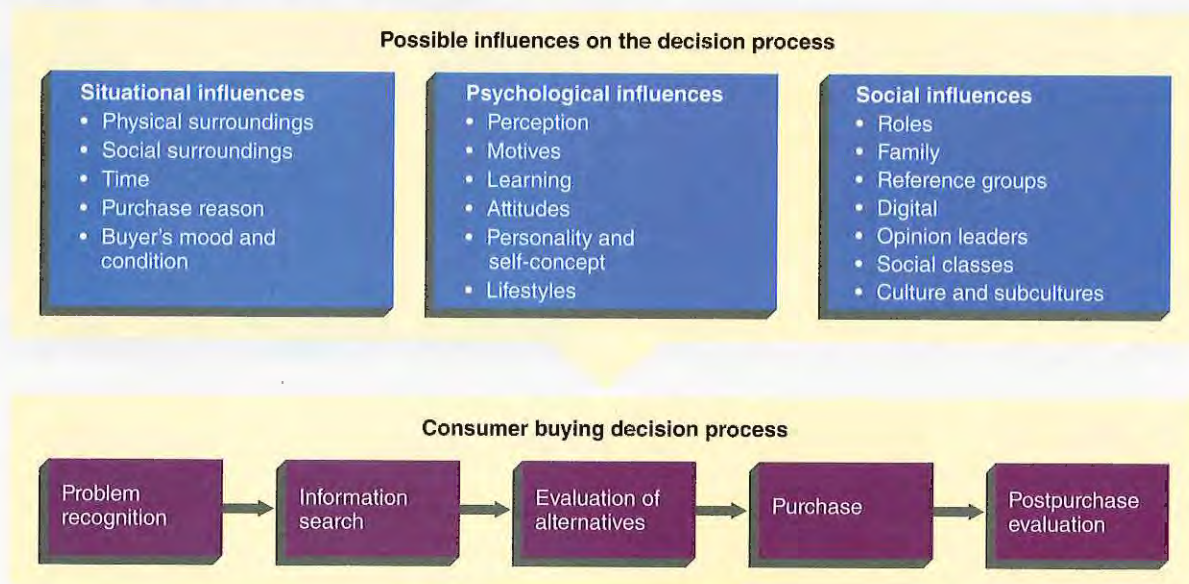 Possible influences on the decision process
Situational influences
• Physical surroundings
• Social surroundings
• Time
• Purchase reason
• Buyer's mood and
condition
Psychological influences
• Perception
• Motives
• Learning
• Attitudes
• Personality and
self-concept
• Lifestyles
Social influences
• Roles
• Family
• Reference groups
• Digital
• Opinion leaders
• Social classes
• Culture and subcultures
Consumer buying decision process
Problem
recognition
Information
search
Evaluation of
alternatives
Purchase
Postpurchase
evaluation